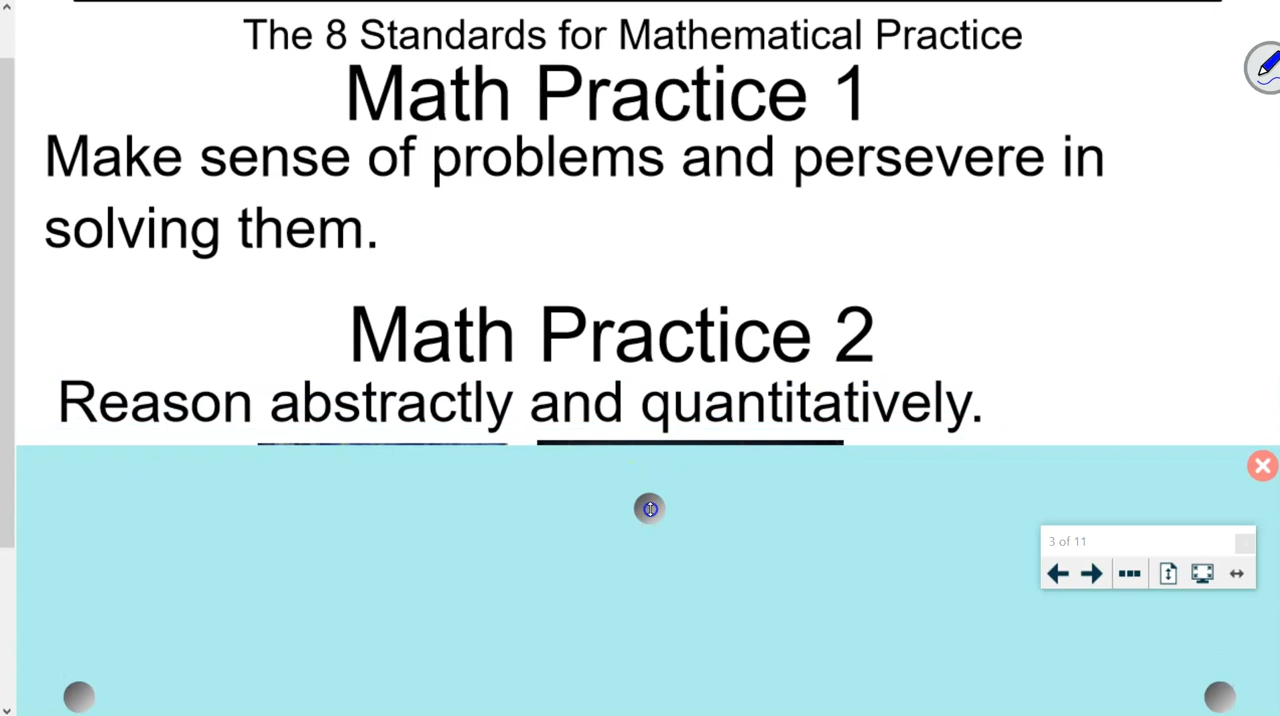 The 8 Standards for Mathematical Practice
Math Practice 1
Make sense of problems and persevere in
solving them.
Math Practice 2
Reason abstractly and quantitatively.
3 of 11